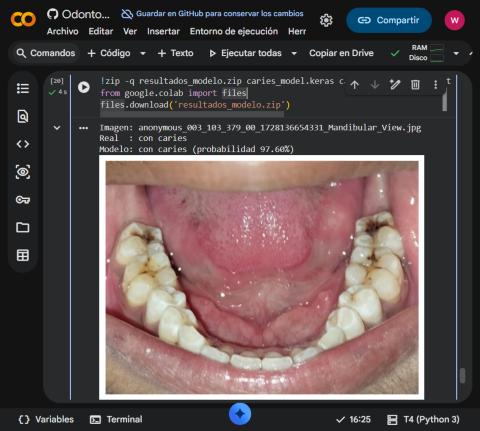 Odonto...
Guardar en GitHub para conservar los cambios
Compartir
W
Archivo Editar Ver Insertar Entorno de ejecución Herr
Comandos + Código + Texto Ejecutar todas Copiar en Drive RAM Disco
[20]
4 s
!zip -q resultados_modelo.zip caries_model.keras ca
from google.colab import files
files.download('resultados_modelo.zip')
Imagen: anonymous_003_103_379_00_1728136654331_Mandibular_View.jpg
Real : con caries
Modelo: con caries (probabilidad 97.60%)
Variables Terminal 16:25 T4 (Python 3)